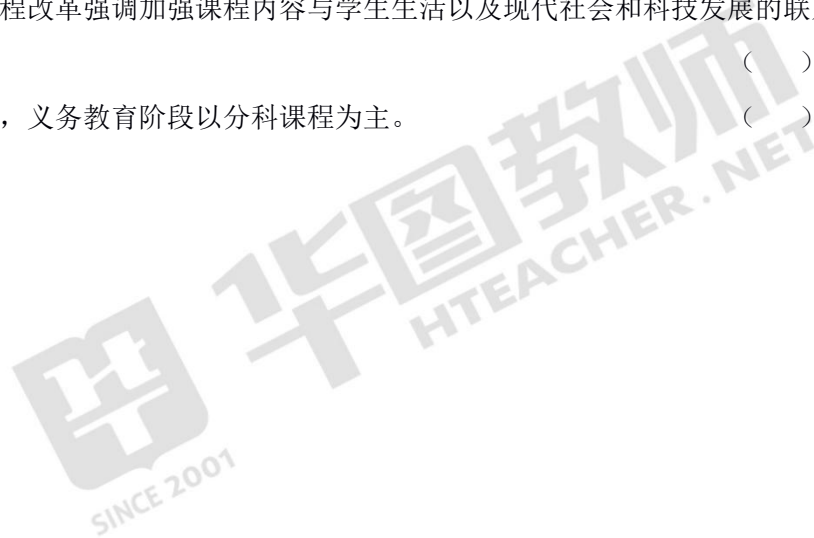 程改革强调加强课程内容与学生生活以及现代社会和科技发展的联
（ ）
，义务教育阶段以分科课程为主。 （ ）
华图教师
HTEACHER.NET
SINCE 2001